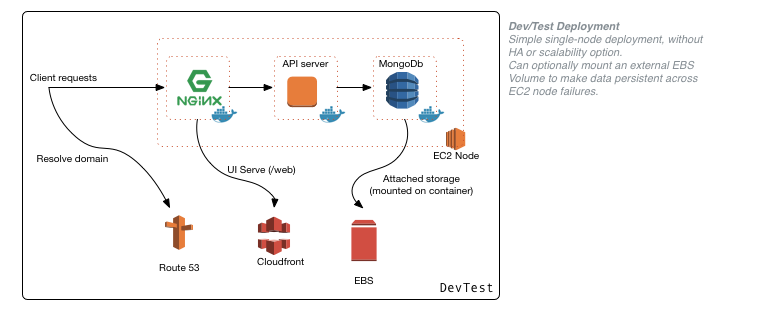 Dev/Test Deployment
Simple single-node deployment, without
HA or scalability option.
Can optionally mount an external EBS
Volume to make data persistent across
EC2 node failures.
Client requests
API server
MongoDb
NGiNX
EC2 Node
Resolve domain
UI Serve (/web)
Attached storage
(mounted on container)
Route 53
Cloudfront
EBS
DevTest